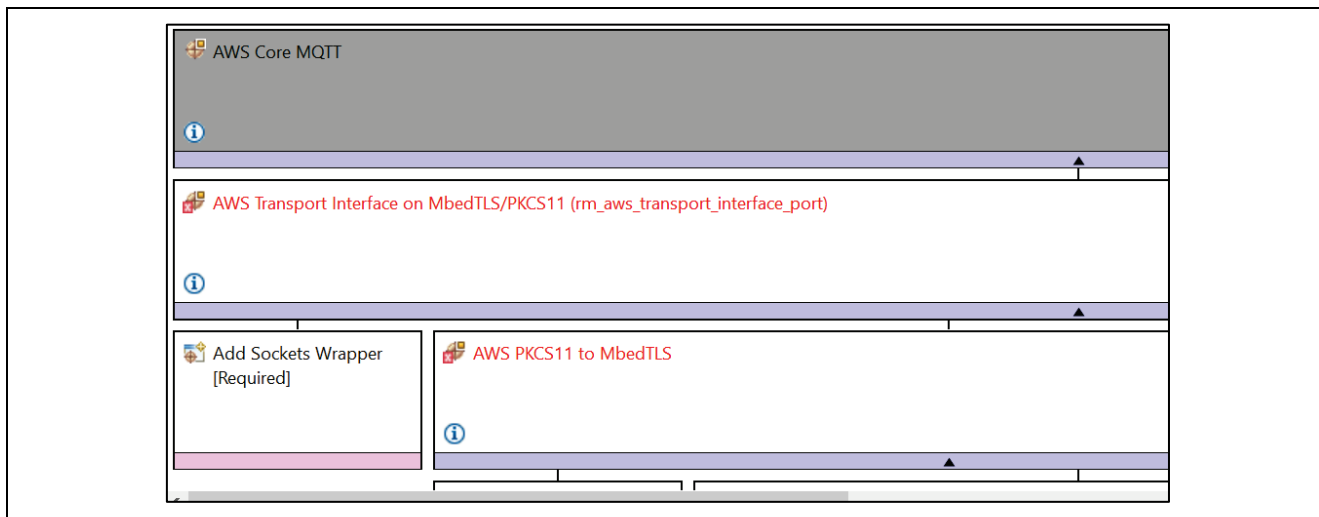 AWS Core MQTT
AWS Transport Interface on MbedTLS/PKCS11 (rm_aws_transport_interface_port)
Add Sockets Wrapper
[Required]
AWS PKCS11 to MbedTLS